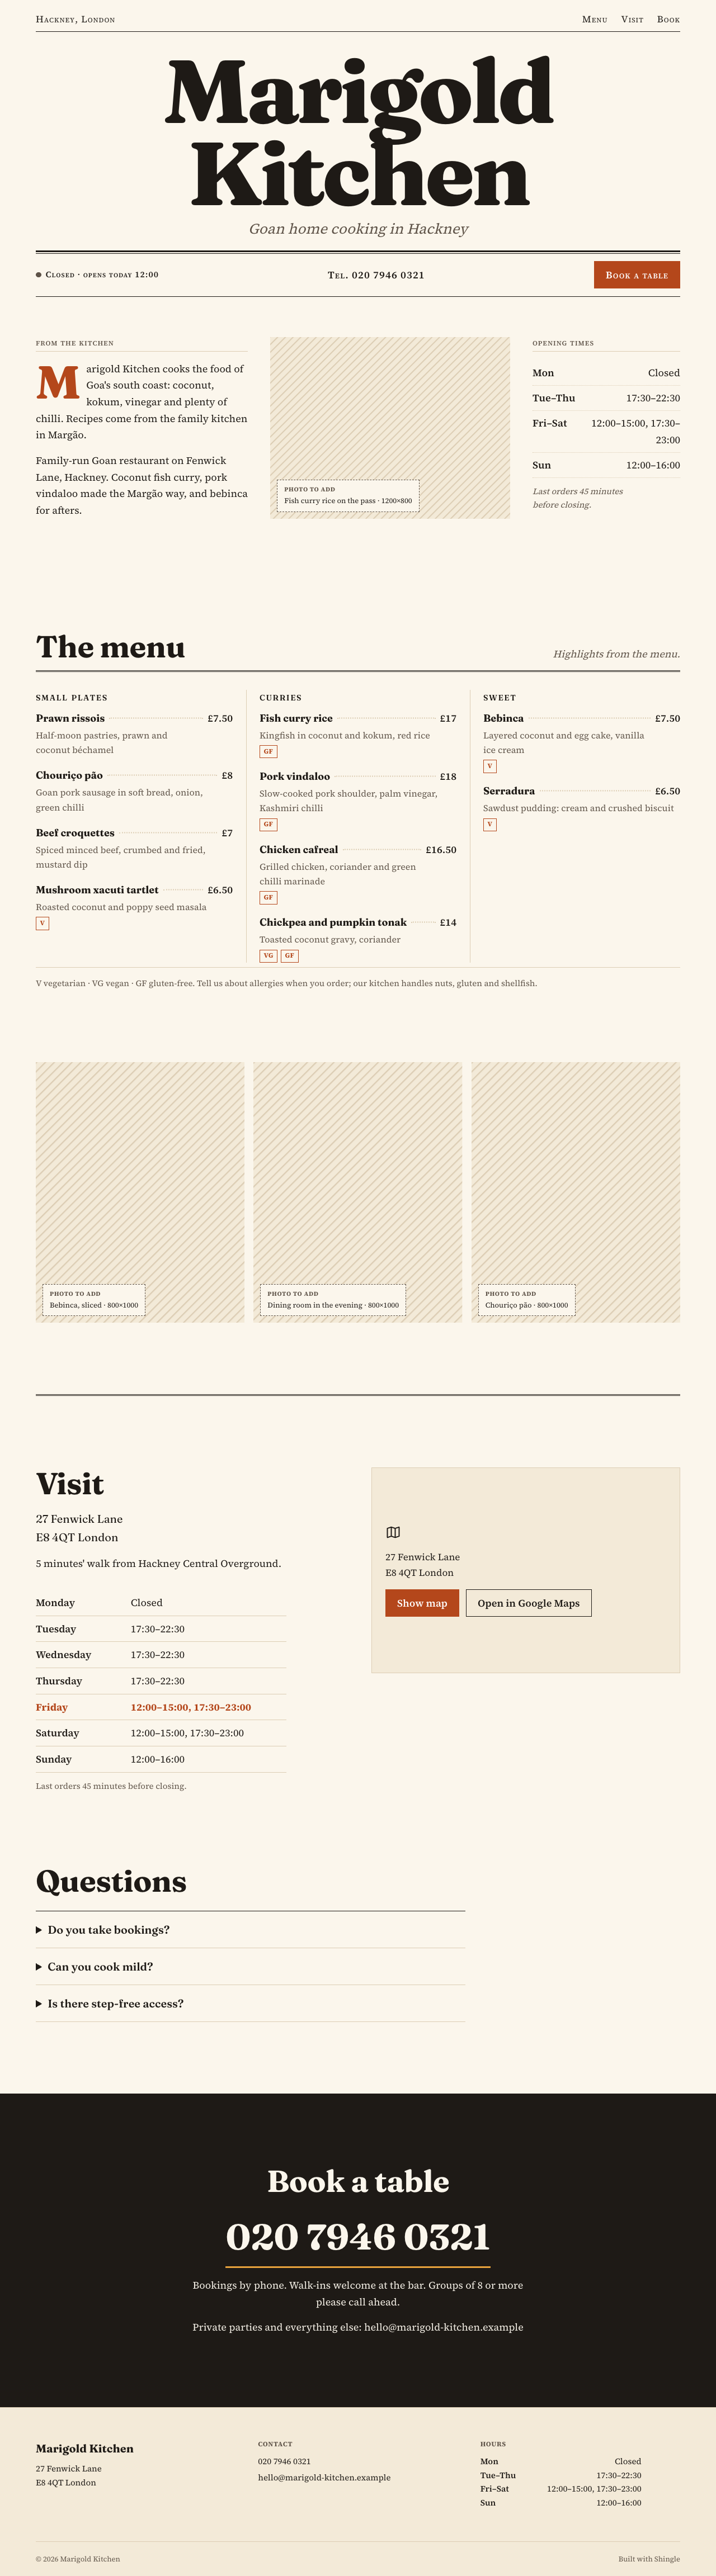 Hackney, London
Menu Visit Book
Marigold
Kitchen
Goan home cooking in Hackney
Closed · opens today 12:00
Tel. 020 7946 0321
Book a table
FROM THE KITCHEN
Marigold Kitchen cooks the food of
Goa's south coast: coconut,
kokum, vinegar and plenty of
chilli. Recipes come from the family kitchen
in Margão.
Family-run Goan restaurant on Fenwick
Lane, Hackney. Coconut fish curry, pork
vindaloo made the Margão way, and bebinca
for afters.
PHOTO TO ADD
Fish curry rice on the pass · 1200×800
OPENING TIMES
Mon Closed
Tue–Thu 17:30–22:30
Fri–Sat 12:00–15:00, 17:30–
23:00
Sun 12:00–16:00
Last orders 45 minutes
before closing.
The menu
Highlights from the menu.
SMALL PLATES
Prawn rissois £7.50
Half-moon pastries, prawn and
coconut béchamel
Chouriço pão £8
Goan pork sausage in soft bread, onion,
green chilli
Beef croquettes £7
Spiced minced beef, crumbed and fried,
mustard dip
Mushroom xacuti tartlet £6.50
Roasted coconut and poppy seed masala
V
CURRIES
Fish curry rice £17
Kingfish in coconut and kokum, red rice
GF
Pork vindaloo £18
Slow-cooked pork shoulder, palm vinegar,
Kashmiri chilli
GF
Chicken cafreal £16.50
Grilled chicken, coriander and green
chilli marinade
GF
Chickpea and pumpkin tonak £14
Toasted coconut gravy, coriander
VG GF
SWEET
Bebinca £7.50
Layered coconut and egg cake, vanilla
ice cream
V
Serradura £6.50
Sawdust pudding: cream and crushed biscuit
V
V vegetarian · VG vegan · GF gluten-free. Tell us about allergies when you order; our kitchen handles nuts, gluten and shellfish.
PHOTO TO ADD
Bebinca, sliced · 800×1000
PHOTO TO ADD
Dining room in the evening · 800×1000
PHOTO TO ADD
Chouriço pão · 800×1000
Visit
27 Fenwick Lane
E8 4QT London
5 minutes' walk from Hackney Central Overground.
Monday Closed
Tuesday 17:30–22:30
Wednesday 17:30–22:30
Thursday 17:30–22:30
Friday 12:00–15:00, 17:30–23:00
Saturday 12:00–15:00, 17:30–23:00
Sunday 12:00–16:00
Last orders 45 minutes before closing.
27 Fenwick Lane
E8 4QT London
Show map
Open in Google Maps
Questions
Do you take bookings?
Can you cook mild?
Is there step-free access?
Book a table
020 7946 0321
Bookings by phone. Walk-ins welcome at the bar. Groups of 8 or more
please call ahead.
Private parties and everything else: hello@marigold-kitchen.example
Marigold Kitchen
27 Fenwick Lane
E8 4QT London
CONTACT
020 7946 0321
hello@marigold-kitchen.example
HOURS
Mon Closed
Tue–Thu 17:30–22:30
Fri–Sat 12:00–15:00, 17:30–23:00
Sun 12:00–16:00
© 2026 Marigold Kitchen
Built with Shingle